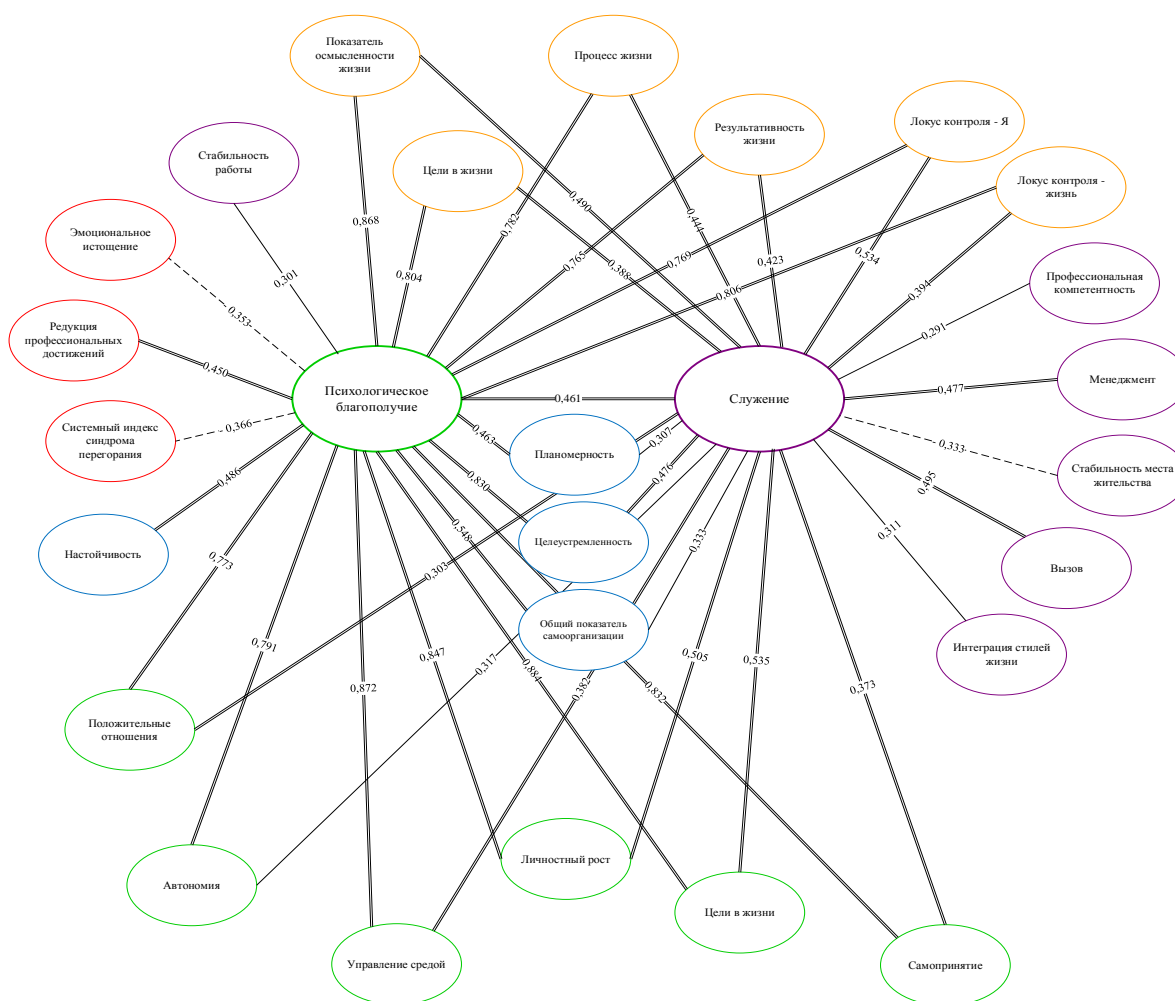 Показатель
осмысленности
жизни
Процесс жизни
Результативность
жизни
Локус контроля - Я
Стабильность
работы
Цели в жизни
Локус контроля -
жизнь
Эмоциональное
истощение
Профессиональная
компетентность
Редукция
профессиональных
достижений
Менеджмент
Психологическое
благополучие
Служение
Системный индекс
синдрома
перегорания
Планомерность
Стабильность места
жительства
Настойчивость
Целеустремленность
Вызов
Общий показатель
самоорганизации
Интеграция стилей
жизни
Положительные
отношения
Автономия
Личностный рост
Цели в жизни
Управление средой
Самопринятие
0,868
0,490
0,782
0,444
0,765
0,423
0,769
0,534
0,301
0,804
0,388
0,806
0,394
-0,353-
0,291
0,450
0,477
0,461
-0,366
0,463
0,307
-0,333-
0,486
0,830
0,476
0,495
0,548
0,333
0,311
0,773
0,303
0,791
0,317
0,847
0,884
0,505
0,535
0,872
0,382
0,832
0,373